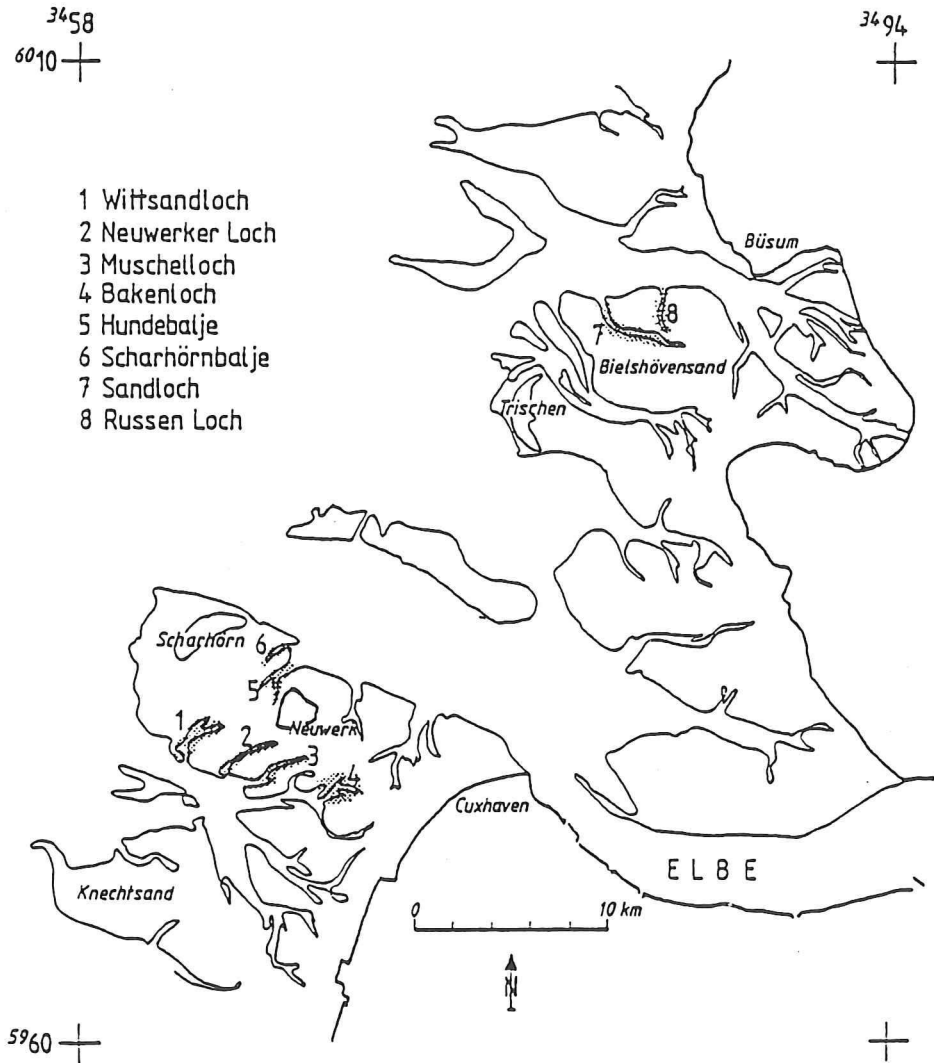 3458
3494
6010
1 Wittsandloch
2 Neuwerker Loch
3 Muschelloch
4 Bakenloch
5 Hundebalje
6 Scharhörnbalje
7 Sandloch
8 Russen Loch
Büsum
8
7
Bielshövensand
Trischen
Scharhörn
6
5
1
2
Neuwerk
3
4
Cuxhaven
ELBE
Knechtsand
0
10 km
N
5960